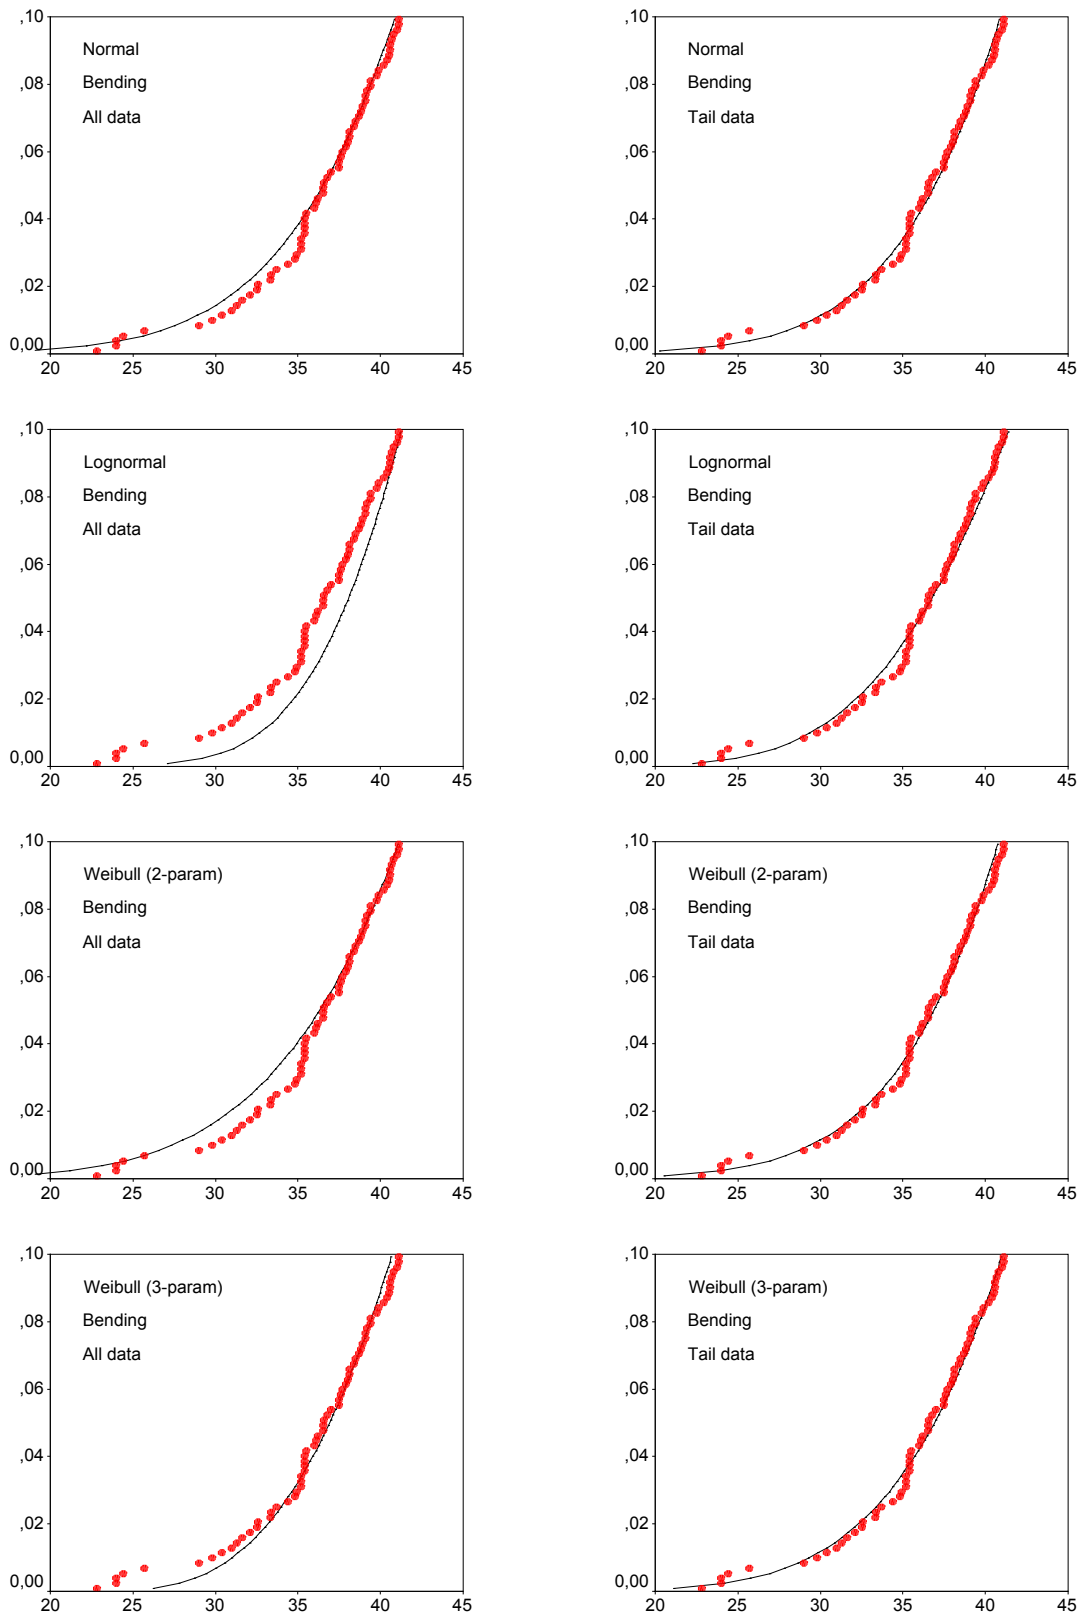 ,10
Normal
Bending
All data
,08
,06
,04
,02
0,00
20 25 30 35 40 45
,10
Normal
Bending
Tail data
,08
,06
,04
,02
0,00
20 25 30 35 40 45
,10
Lognormal
Bending
All data
,08
,06
,04
,02
0,00
20 25 30 35 40 45
,10
Lognormal
Bending
Tail data
,08
,06
,04
,02
0,00
20 25 30 35 40 45
,10
Weibull (2-param)
Bending
All data
,08
,06
,04
,02
0,00
20 25 30 35 40 45
,10
Weibull (2-param)
Bending
Tail data
,08
,06
,04
,02
0,00
20 25 30 35 40 45
,10
Weibull (3-param)
Bending
All data
,08
,06
,04
,02
0,00
20 25 30 35 40 45
,10
Weibull (3-param)
Bending
Tail data
,08
,06
,04
,02
0,00
20 25 30 35 40 45